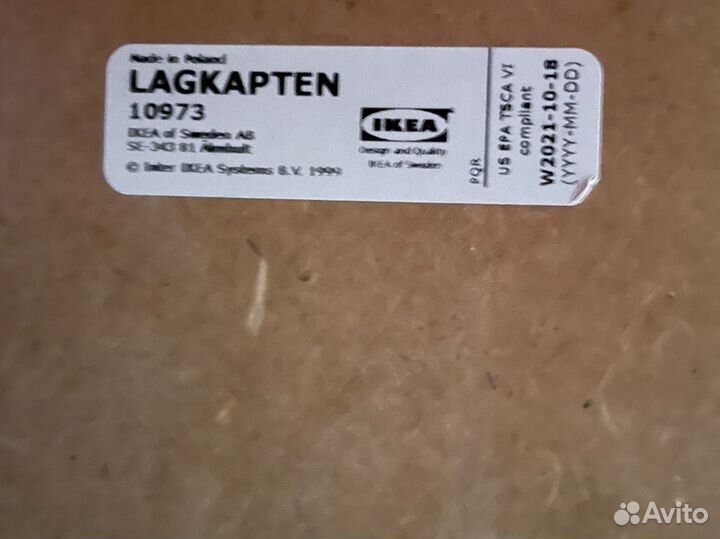 Made in Poland
LAGKAPTEN
10973
IKEA of Sweden AB
SE-343 81 Älmhult
© Inter IKEA Systems B.V. 1999
IKEA
Design and Quality
IKEA of Sweden
PQR
US EPA TSCA VI
compliant
W2021-10-18
(YYYY-MM-DD)
Avito